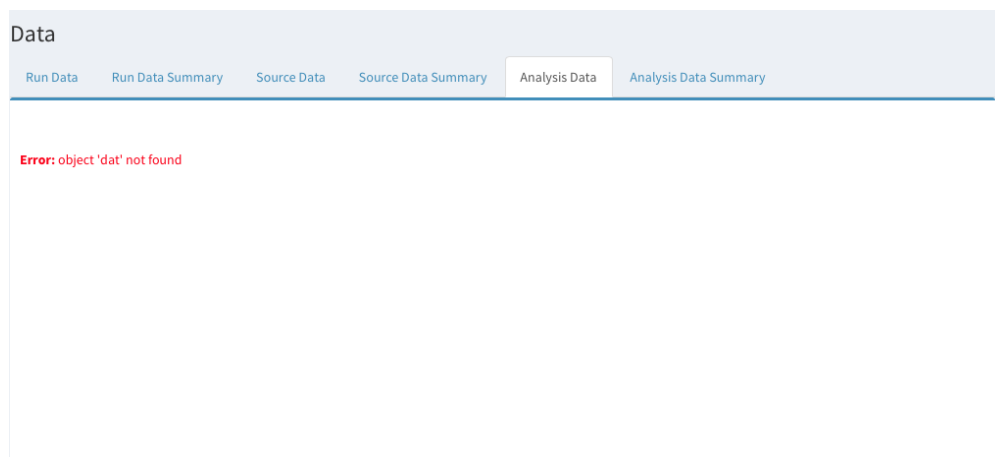 Data
Run Data Run Data Summary Source Data Source Data Summary Analysis Data Analysis Data Summary
Error: object 'dat' not found